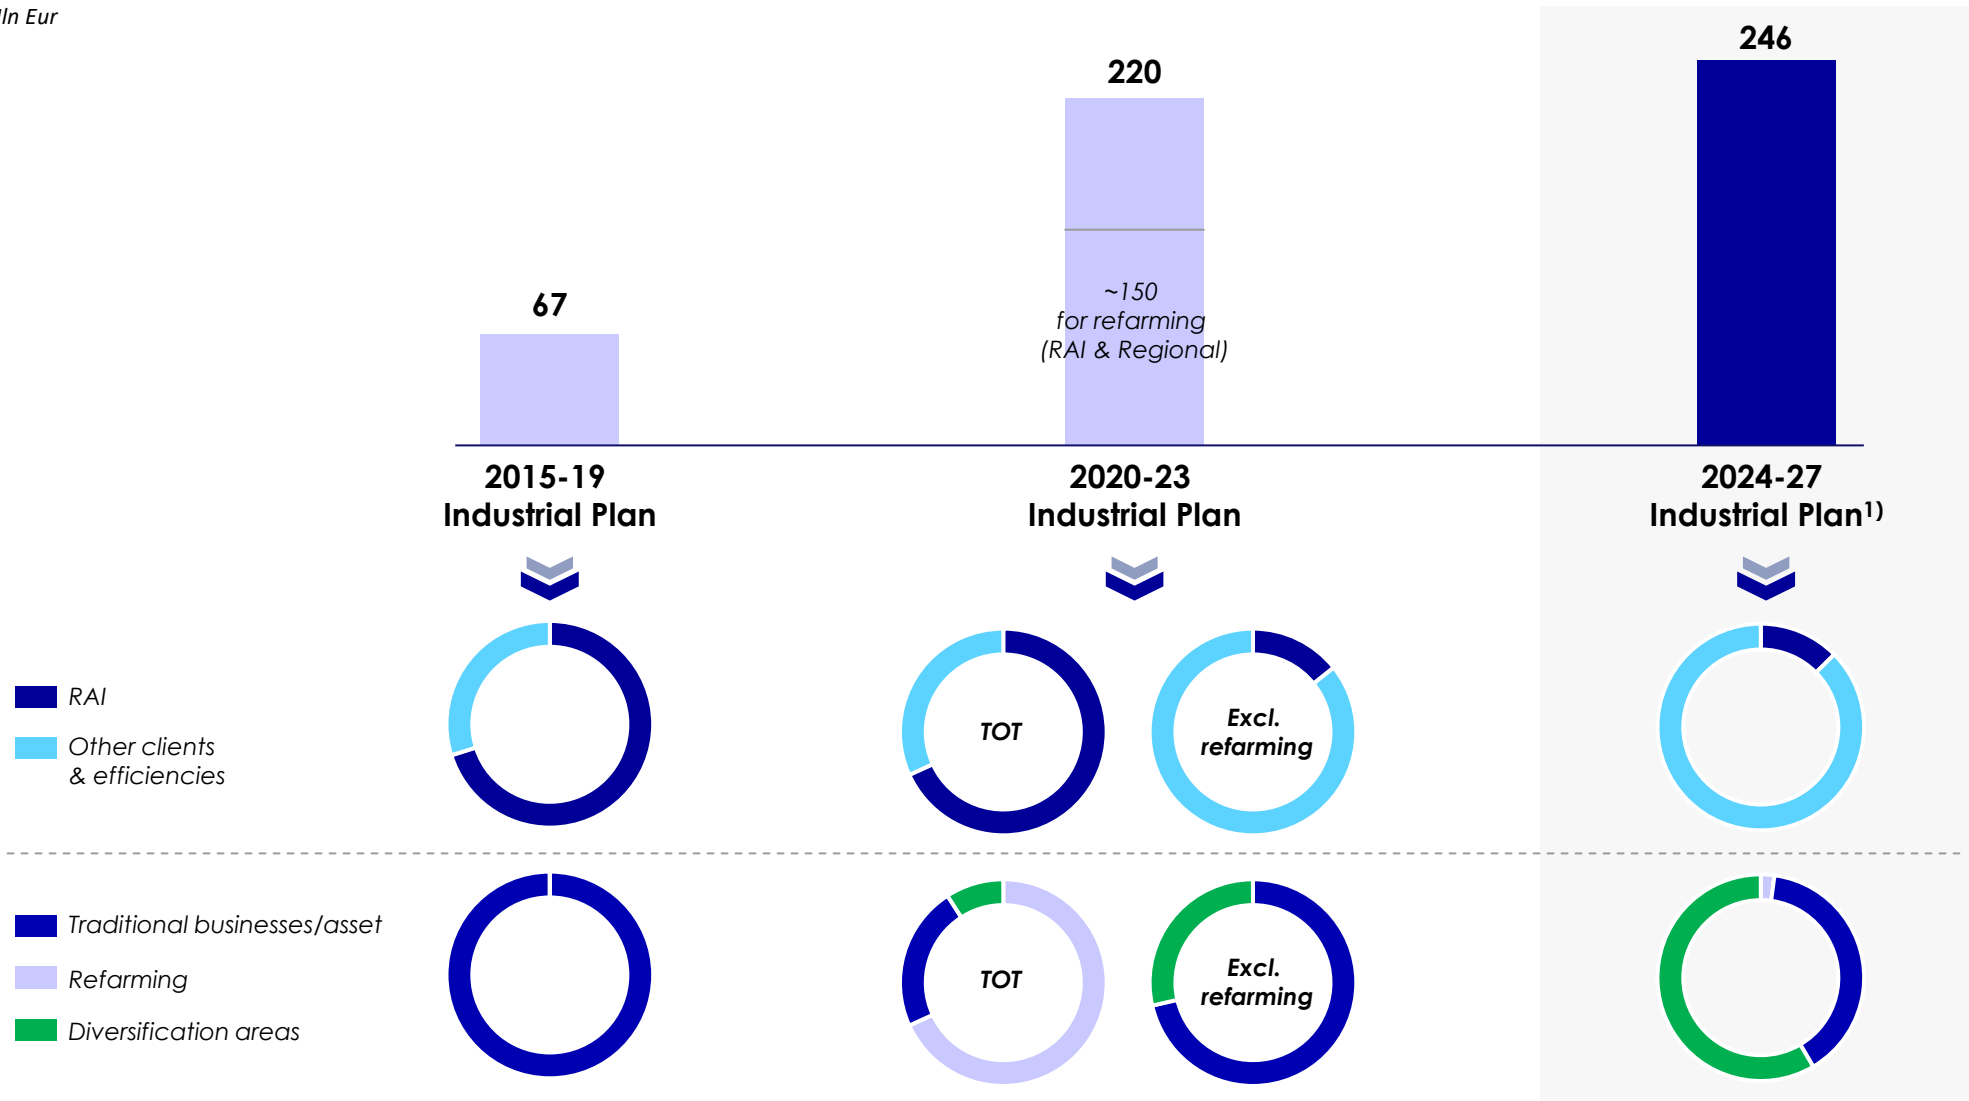 ln Eur
246
220
67
~150
for refarming
(RAI & Regional)
2015-19
Industrial Plan
2020-23
Industrial Plan
2024-27
Industrial Plan¹⁾
RAI
Other clients
& efficiencies
TOT
Excl.
refarming
Traditional businesses/asset
Refarming
Diversification areas
TOT
Excl.
refarming